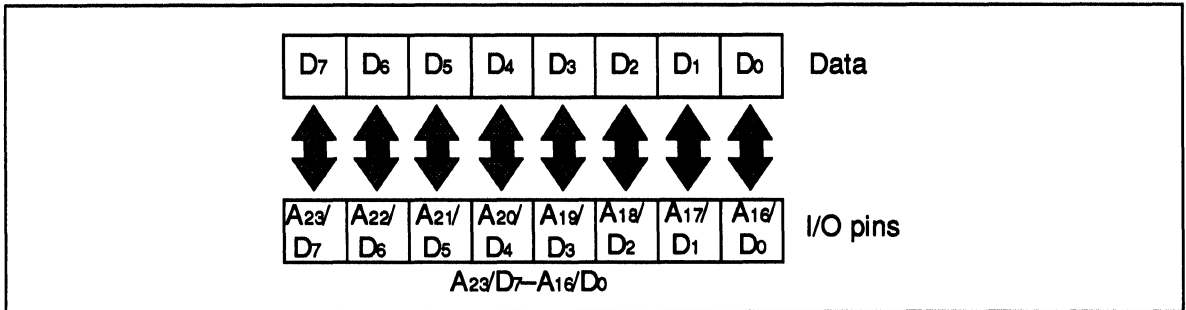 D7 D6 D5 D4 D3 D2 D1 D0 Data
A23/ A22/ A21/ A20/ A19/ A18/ A17/ A16/
D7 D6 D5 D4 D3 D2 D1 D0 I/O pins
A23/D7–A16/D0